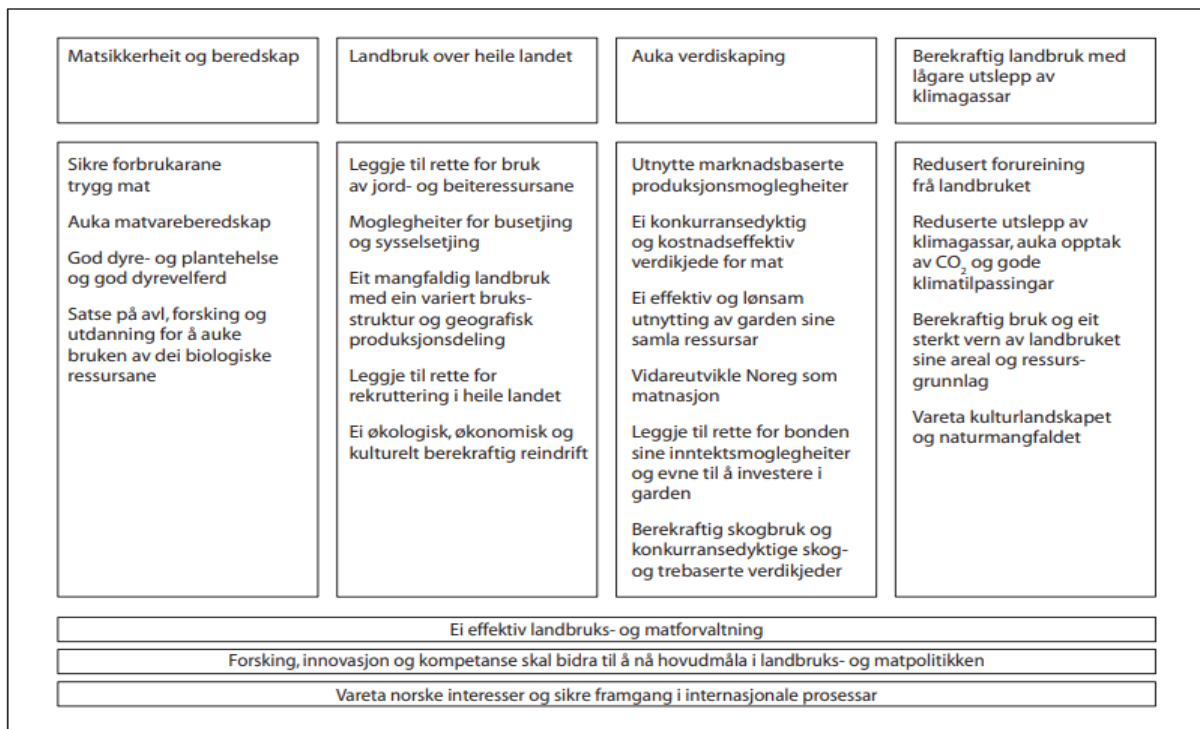 Matsikkerheit og beredskap
Landbruk over heile landet
Auka verdiskaping
Berekraftig landbruk med
lågare utslepp av
klimagassar
Sikre forbrukarane
trygg mat
Auka matvareberedskap
God dyre- og plantehelse
og god dyrevelferd
Satse på avl, forsking og
utdanning for å auke
bruken av dei biologiske
ressursane
Leggje til rette for bruk
av jord- og beiteressursane
Moglegheiter for busetjing
og sysselsetjing
Eit mangfaldig landbruk
med ein variert bruks-
struktur og geografisk
produksjonsdeling
Leggje til rette for
rekruttering i heile landet
Ei økologisk, økonomisk og
kulturelt berekraftig reindrift
Utnytte marknadsbaserte
produksjonsmoglegheiter
Ei konkurransedyktig
og kostnadseffektiv
verdikjede for mat
Ei effektiv og lønsam
utnytting av garden sine
samla ressursar
Vidareutvikle Noreg som
matnasjon
Leggje til rette for bonden
sine inntektsmoglegheiter
og evne til å investere i
garden
Berekraftig skogbruk og
konkurransedyktige skog-
og trebaserte verdikjeder
Redusert forureining
frå landbruket
Reduserte utslepp av
klimagassar, auka opptak
av CO₂ og gode
klimatilpassingar
Berekraftig bruk og eit
sterkt vern av landbruket
sine areal og ressurs-
grunnlag
Vareta kulturlandskapet
og naturmangfaldet
Ei effektiv landbruks- og matforvaltning
Forsking, innovasjon og kompetanse skal bidra til å nå hovudmåla i landbruks- og matpolitikken
Vareta norske interesser og sikre framgang i internasjonale prosessar